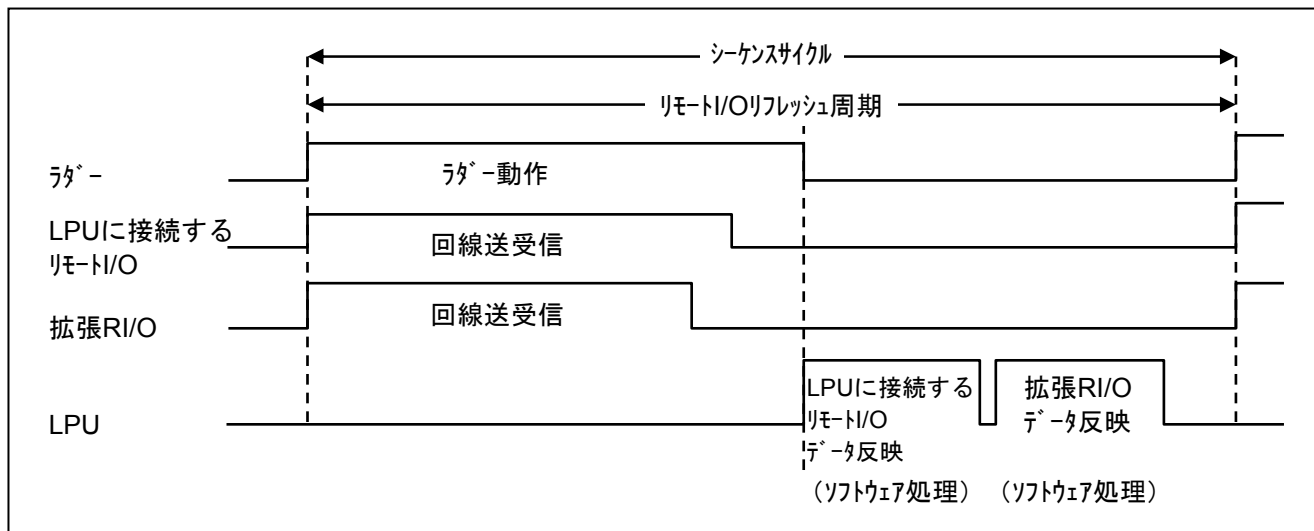 ｼｰｹﾝｽｻｲｸﾙ
ﾘﾓｰﾄI/Oﾘﾌﾚｯｼｭ周期
ﾗﾀﾞｰ
ﾗﾀﾞｰ動作
LPUに接続する
ﾘﾓｰﾄI/O
回線送受信
拡張RI/O
回線送受信
LPU
LPUに接続する
ﾘﾓｰﾄI/O
ﾃﾞｰﾀ反映
（ｿﾌﾄｳｪｱ処理）
拡張RI/O
ﾃﾞｰﾀ反映
（ｿﾌﾄｳｪｱ処理）